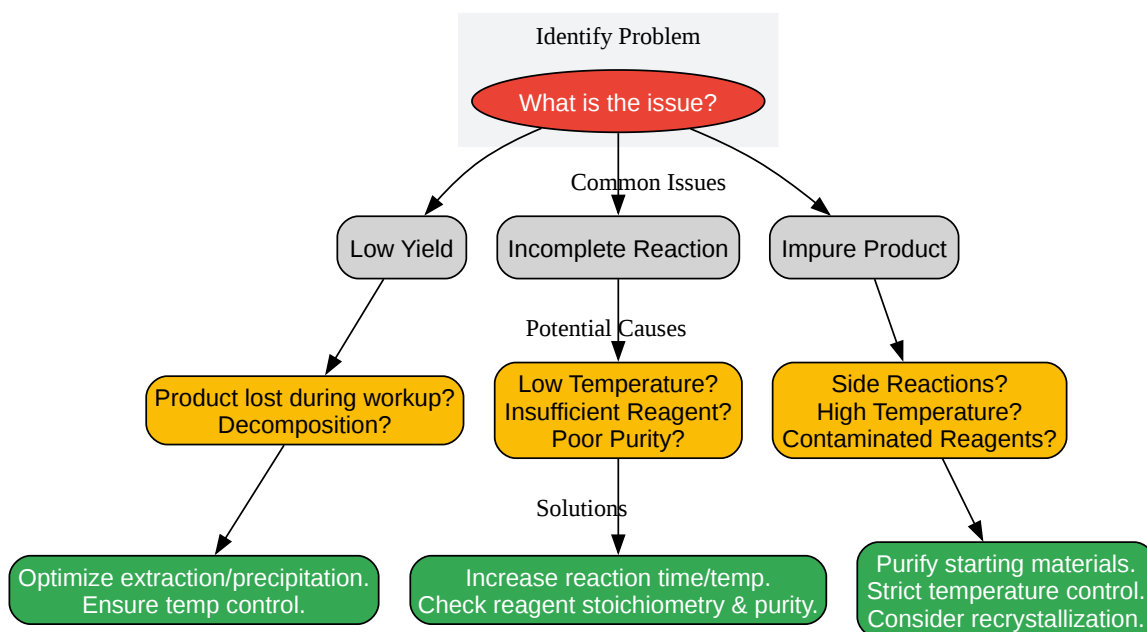 Identify Problem
What is the issue?
Common Issues
Low Yield
Incomplete Reaction
Impure Product
Potential Causes
Product lost during workup?
Decomposition?
Low Temperature?
Insufficient Reagent?
Poor Purity?
Side Reactions?
High Temperature?
Contaminated Reagents?
Solutions
Optimize extraction/precipitation.
Ensure temp control.
Increase reaction time/temp.
Check reagent stoichiometry & purity.
Purify starting materials.
Strict temperature control.
Consider recrystallization.